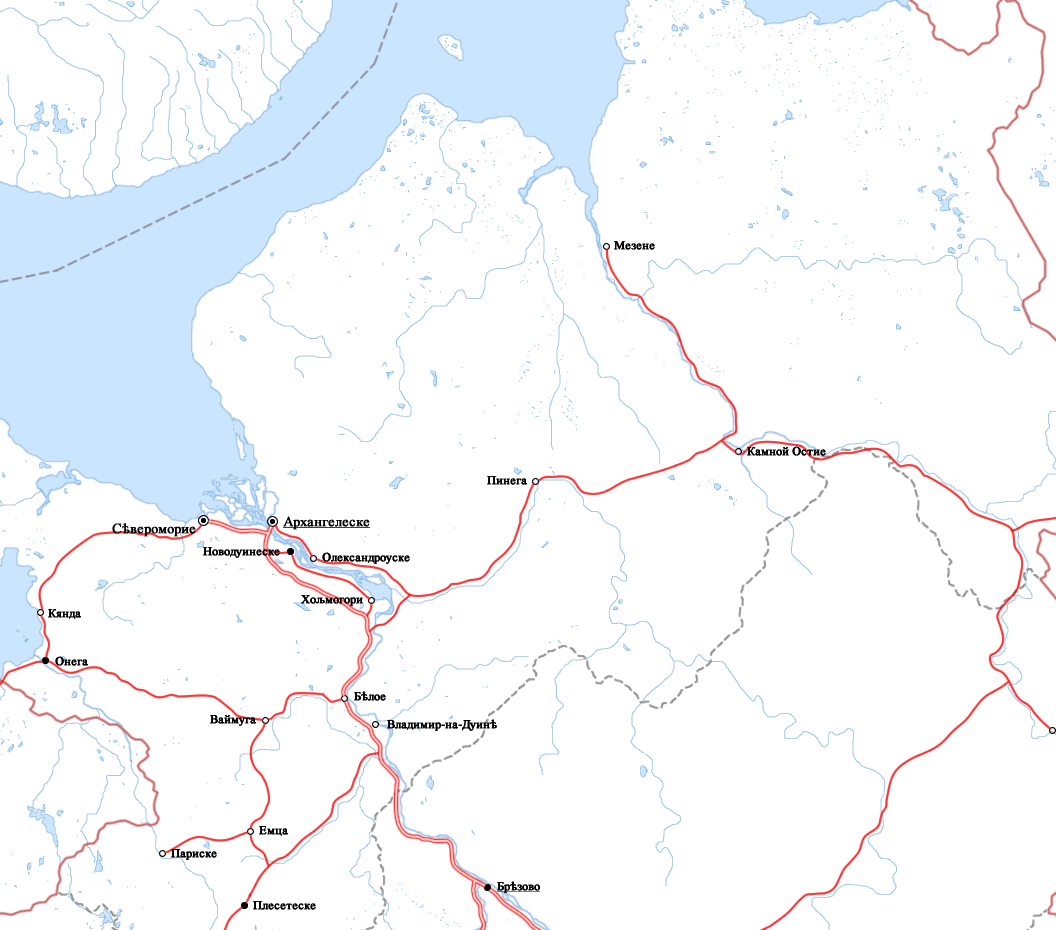 Мезене
Камной Остие
Пинега
Архангелеске
Сѣвероморие
Новодуинеске
Олександроуске
Хольмогори
Кянда
Онега
Бѣлое
Ваймуга
Владимир-на-Дуинѣ
Емца
Париске
Брѣзово
Плесетеске